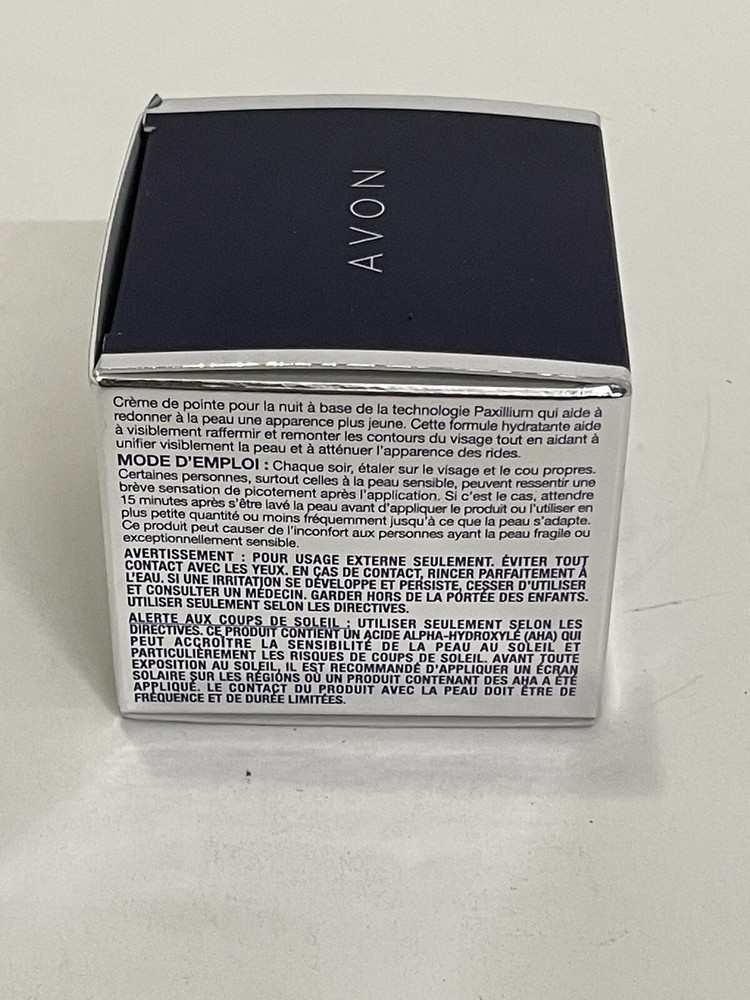 AVON
Crème de pointe pour la nuit à base de la technologie Paxillium qui aide à
redonner à la peau une apparence plus jeune. Cette formule hydratante aide
à visiblement raffermir et remonter les contours du visage tout en aidant à
unifier visiblement la peau et à atténuer l'apparence des rides.
MODE D'EMPLOI : Chaque soir, étaler sur le visage et le cou propres.
Certaines personnes, surtout celles à la peau sensible, peuvent ressentir une
brève sensation de picotement après l'application. Si c'est le cas, attendre
15 minutes après s'être lavé la peau avant d'appliquer le produit ou l'utiliser en
plus petite quantité ou moins fréquemment jusqu'à ce que la peau s'adapte.
Ce produit peut causer de l'inconfort aux personnes ayant la peau fragile ou
exceptionnellement sensible.
AVERTISSEMENT : POUR USAGE EXTERNE SEULEMENT. ÉVITER TOUT
CONTACT AVEC LES YEUX. EN CAS DE CONTACT, RINCER PARFAITEMENT À
L'EAU. SI UNE IRRITATION SE DÉVELOPPE ET PERSISTE, CESSER D'UTILISER
ET CONSULTER UN MÉDECIN. GARDER HORS DE LA PORTÉE DES ENFANTS.
UTILISER SEULEMENT SELON LES DIRECTIVES.
ALERTE AUX COUPS DE SOLEIL : UTILISER SEULEMENT SELON LES
DIRECTIVES. CE PRODUIT CONTIENT UN ACIDE ALPHA-HYDROXYLÉ (AHA) QUI
PEUT ACCROÎTRE LA SENSIBILITÉ DE LA PEAU AU SOLEIL ET
PARTICULIÈREMENT LES RISQUES DE COUPS DE SOLEIL. AVANT TOUTE
EXPOSITION AU SOLEIL, IL EST RECOMMANDÉ D'APPLIQUER UN ÉCRAN
SOLAIRE SUR LES RÉGIONS OÙ UN PRODUIT CONTENANT DES AHA A ÉTÉ
APPLIQUÉ. LE CONTACT DU PRODUIT AVEC LA PEAU DOIT ÊTRE DE
FRÉQUENCE ET DE DURÉE LIMITÉES.